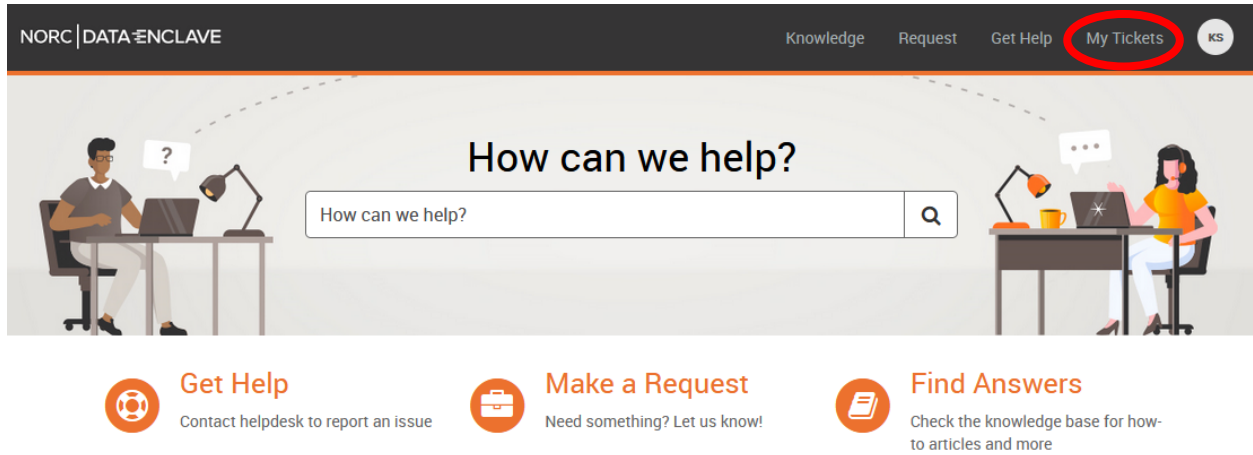 NORC | DATA ENCLAVE
Knowledge Request Get Help My Tickets KS
?
How can we help?
How can we help?
Get Help
Contact helpdesk to report an issue
Make a Request
Need something? Let us know!
Find Answers
Check the knowledge base for how-
to articles and more